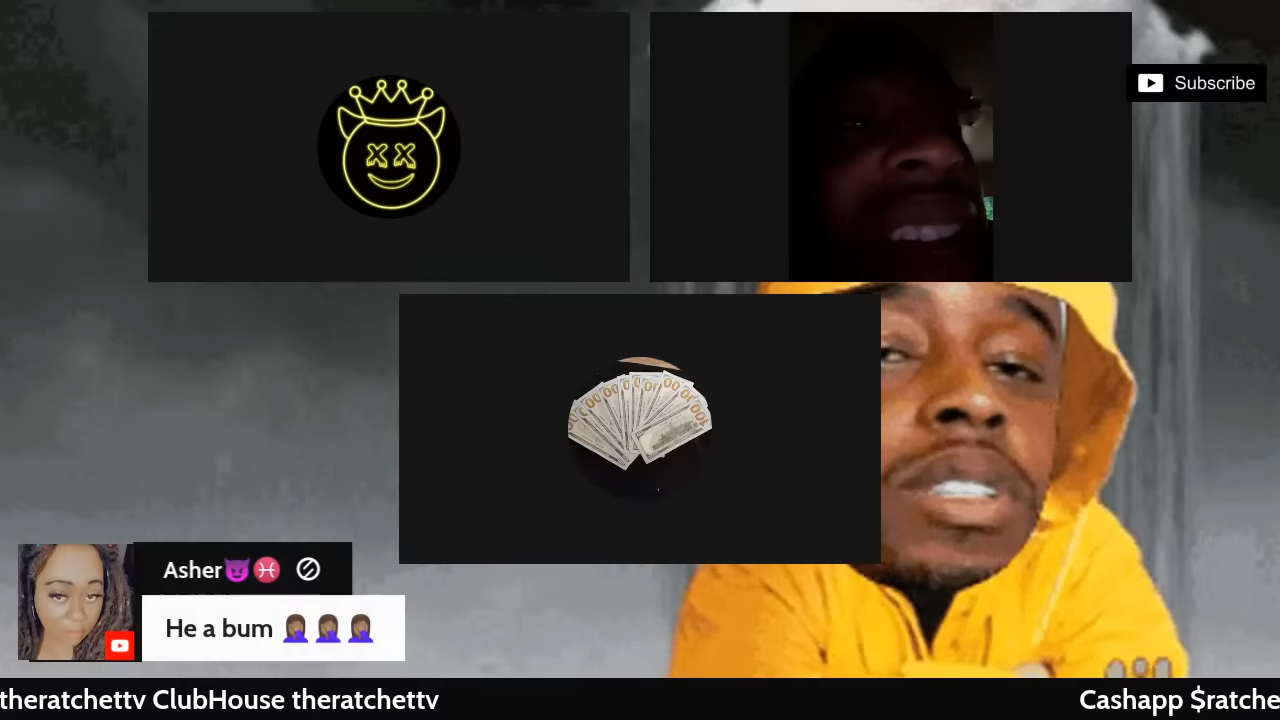 Subscribe
Asher😈♓
He a bum 🤦🏾‍♀️🤦🏾‍♀️🤦🏾‍♀️
theratchettv ClubHouse theratchettv
Cashapp $ratche